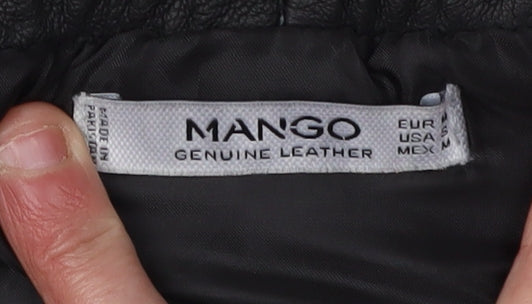 MADE IN
PAKISTAN
MANGO
GENUINE LEATHER
EUR
USA
MEX